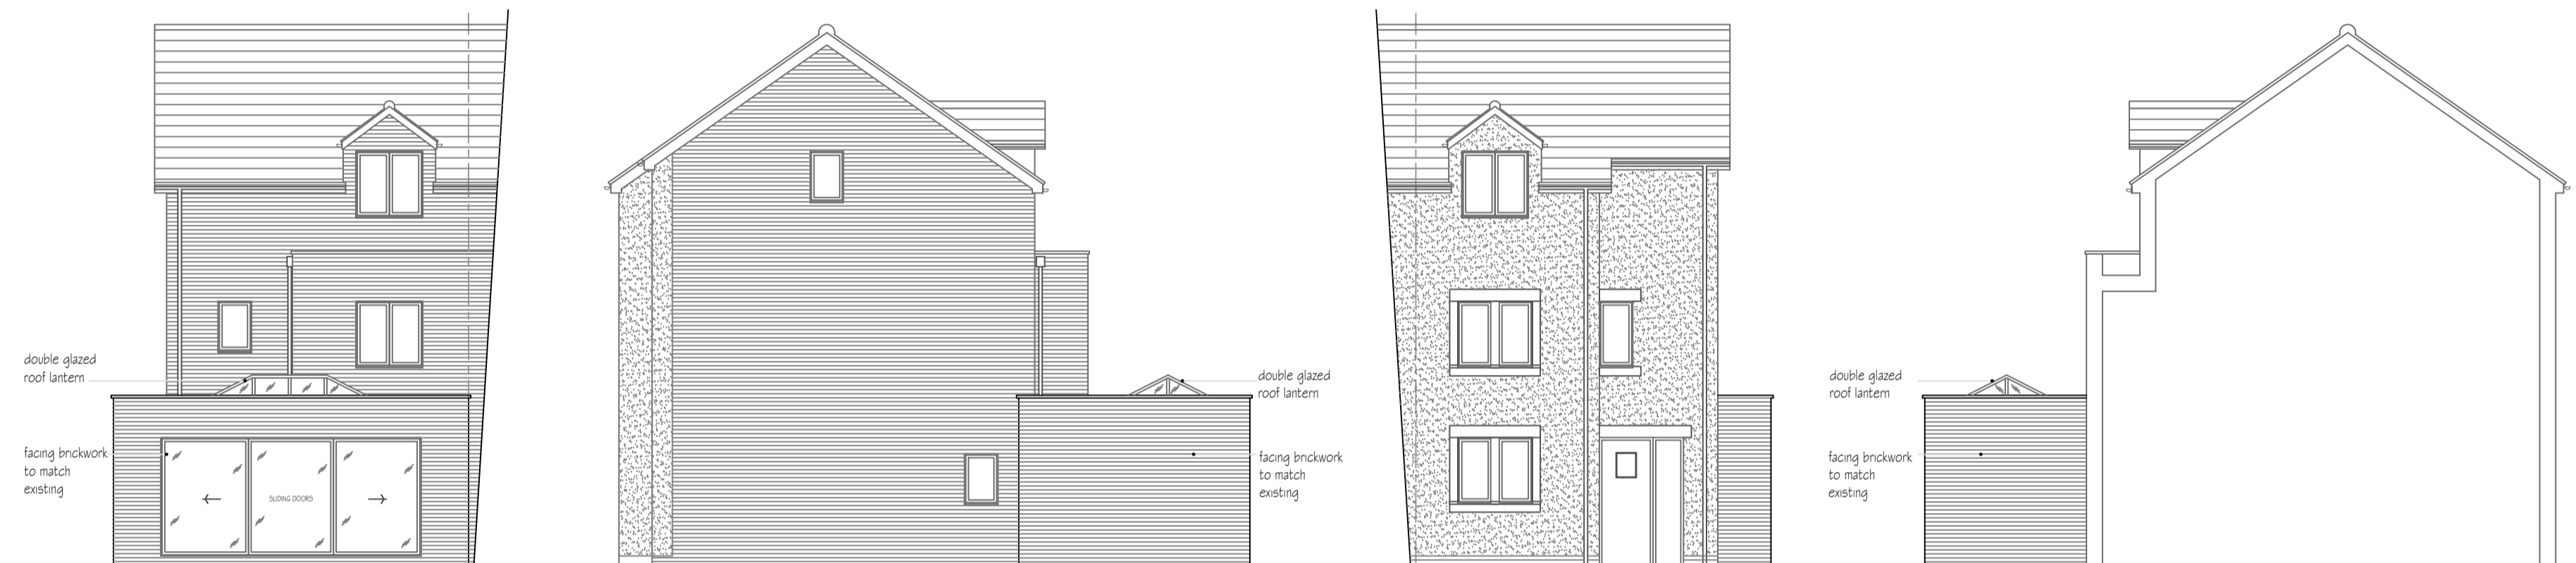 double glazed
roof lantern
facing brickwork
to match
existing
SLIDING DOORS
double glazed
roof lantern
facing brickwork
to match
existing
double glazed
roof lantern
facing brickwork
to match
existing